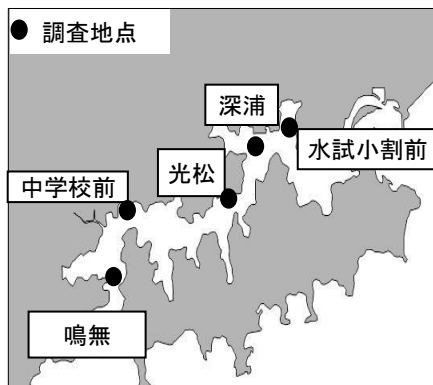 調査地点
深浦
水試小割前
光松
中学校前
鳴無